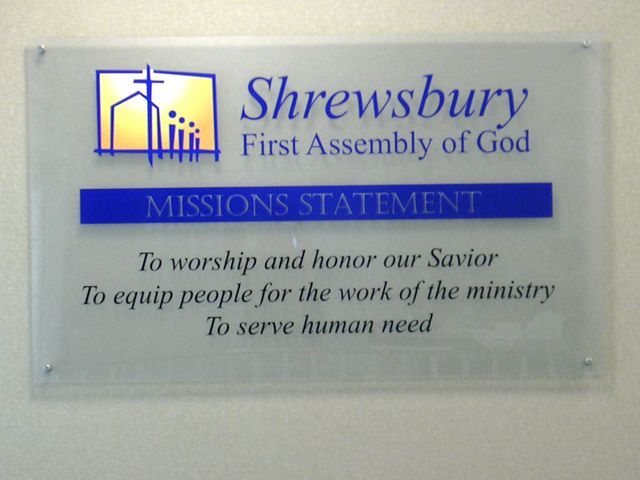 Shrewsbury
First Assembly of God
MISSIONS STATEMENT
To worship and honor our Savior
To equip people for the work of the ministry
To serve human need